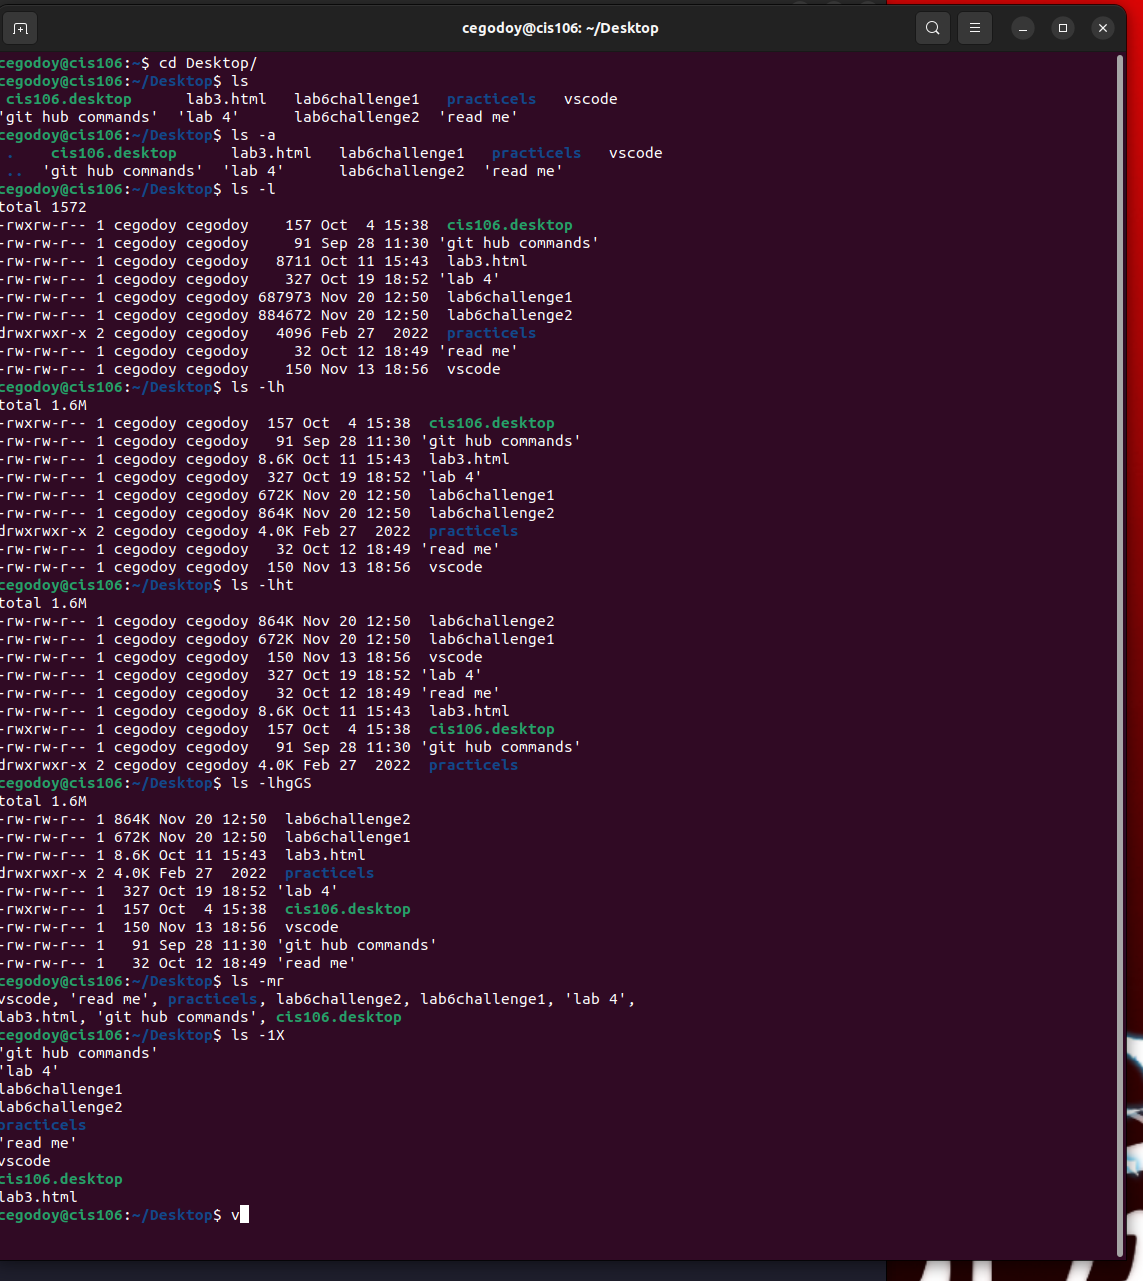 cegodoy@cis106: ~/Desktop
cegodoy@cis106:~$ cd Desktop/
cegodoy@cis106:~/Desktop$ ls
 cis106.desktop      lab3.html   lab6challenge1   practicels   vscode
'git hub commands'  'lab 4'      lab6challenge2  'read me'
cegodoy@cis106:~/Desktop$ ls -a
 .    cis106.desktop      lab3.html   lab6challenge1   practicels   vscode
 ..  'git hub commands'  'lab 4'      lab6challenge2  'read me'
cegodoy@cis106:~/Desktop$ ls -l
total 1572
-rwxrw-r-- 1 cegodoy cegodoy    157 Oct  4 15:38  cis106.desktop
-rw-rw-r-- 1 cegodoy cegodoy     91 Sep 28 11:30 'git hub commands'
-rw-rw-r-- 1 cegodoy cegodoy   8711 Oct 11 15:43  lab3.html
-rw-rw-r-- 1 cegodoy cegodoy    327 Oct 19 18:52 'lab 4'
-rw-rw-r-- 1 cegodoy cegodoy 687973 Nov 20 12:50  lab6challenge1
-rw-rw-r-- 1 cegodoy cegodoy 884672 Nov 20 12:50  lab6challenge2
drwxrwxr-x 2 cegodoy cegodoy   4096 Feb 27  2022  practicels
-rw-rw-r-- 1 cegodoy cegodoy     32 Oct 12 18:49 'read me'
-rw-rw-r-- 1 cegodoy cegodoy    150 Nov 13 18:56  vscode
cegodoy@cis106:~/Desktop$ ls -lh
total 1.6M
-rwxrw-r-- 1 cegodoy cegodoy  157 Oct  4 15:38  cis106.desktop
-rw-rw-r-- 1 cegodoy cegodoy   91 Sep 28 11:30 'git hub commands'
-rw-rw-r-- 1 cegodoy cegodoy 8.6K Oct 11 15:43  lab3.html
-rw-rw-r-- 1 cegodoy cegodoy  327 Oct 19 18:52 'lab 4'
-rw-rw-r-- 1 cegodoy cegodoy 672K Nov 20 12:50  lab6challenge1
-rw-rw-r-- 1 cegodoy cegodoy 864K Nov 20 12:50  lab6challenge2
drwxrwxr-x 2 cegodoy cegodoy 4.0K Feb 27  2022  practicels
-rw-rw-r-- 1 cegodoy cegodoy   32 Oct 12 18:49 'read me'
-rw-rw-r-- 1 cegodoy cegodoy  150 Nov 13 18:56  vscode
cegodoy@cis106:~/Desktop$ ls -lht
total 1.6M
-rw-rw-r-- 1 cegodoy cegodoy 864K Nov 20 12:50  lab6challenge2
-rw-rw-r-- 1 cegodoy cegodoy 672K Nov 20 12:50  lab6challenge1
-rw-rw-r-- 1 cegodoy cegodoy  150 Nov 13 18:56  vscode
-rw-rw-r-- 1 cegodoy cegodoy  327 Oct 19 18:52 'lab 4'
-rw-rw-r-- 1 cegodoy cegodoy   32 Oct 12 18:49 'read me'
-rw-rw-r-- 1 cegodoy cegodoy 8.6K Oct 11 15:43  lab3.html
-rwxrw-r-- 1 cegodoy cegodoy  157 Oct  4 15:38  cis106.desktop
-rw-rw-r-- 1 cegodoy cegodoy   91 Sep 28 11:30 'git hub commands'
drwxrwxr-x 2 cegodoy cegodoy 4.0K Feb 27  2022  practicels
cegodoy@cis106:~/Desktop$ ls -lhgGS
total 1.6M
-rw-rw-r-- 1 864K Nov 20 12:50  lab6challenge2
-rw-rw-r-- 1 672K Nov 20 12:50  lab6challenge1
-rw-rw-r-- 1 8.6K Oct 11 15:43  lab3.html
drwxrwxr-x 2 4.0K Feb 27  2022  practicels
-rw-rw-r-- 1  327 Oct 19 18:52 'lab 4'
-rwxrw-r-- 1  157 Oct  4 15:38  cis106.desktop
-rw-rw-r-- 1  150 Nov 13 18:56  vscode
-rw-rw-r-- 1   91 Sep 28 11:30 'git hub commands'
-rw-rw-r-- 1   32 Oct 12 18:49 'read me'
cegodoy@cis106:~/Desktop$ ls -mr
vscode, 'read me', practicels, lab6challenge2, lab6challenge1, 'lab 4',
lab3.html, 'git hub commands', cis106.desktop
cegodoy@cis106:~/Desktop$ ls -1X
'git hub commands'
'lab 4'
lab6challenge1
lab6challenge2
practicels
'read me'
vscode
cis106.desktop
lab3.html
cegodoy@cis106:~/Desktop$ v